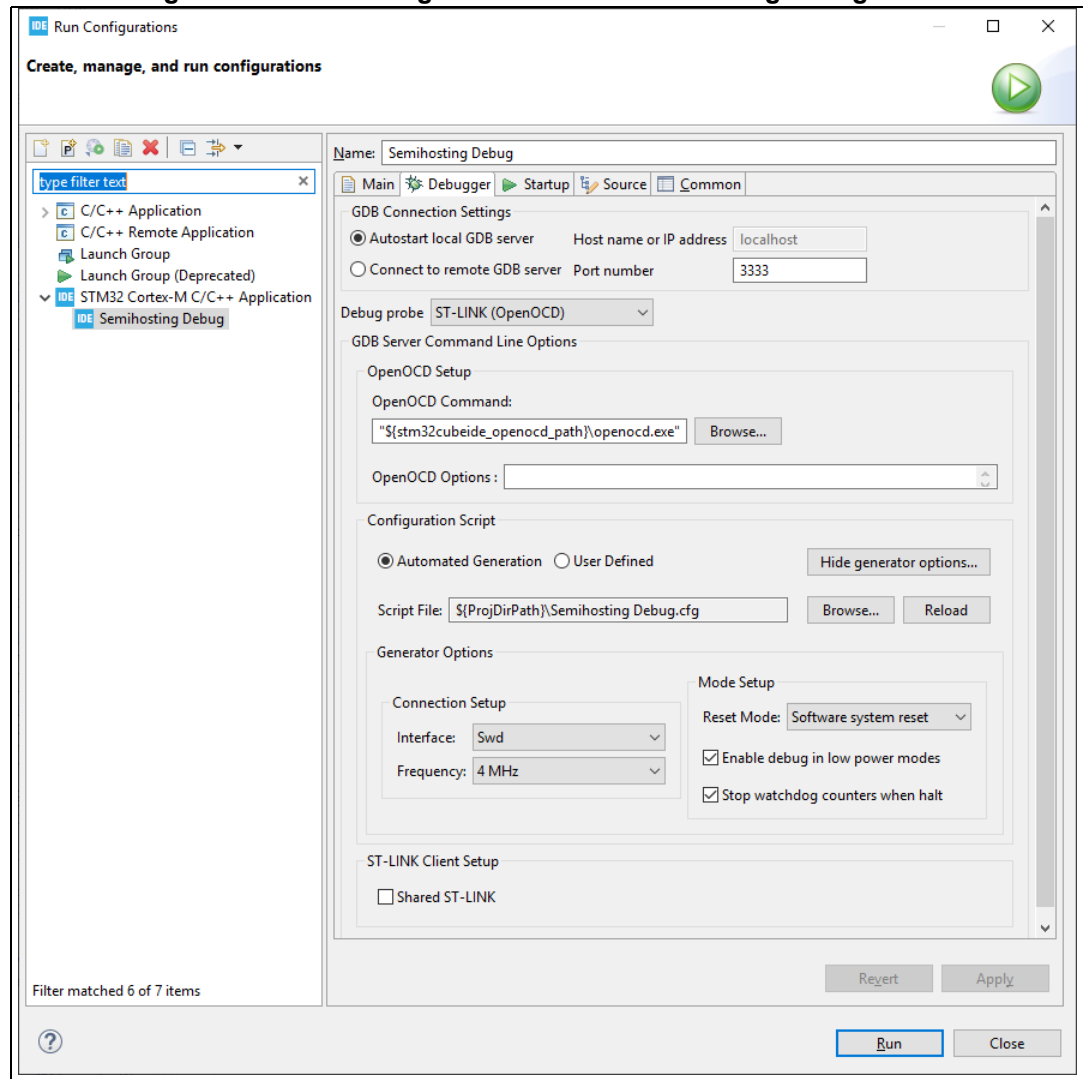 IDE Run Configurations
Create, manage, and run configurations
type filter text
C/C++ Application
C/C++ Remote Application
Launch Group
Launch Group (Deprecated)
IDE STM32 Cortex-M C/C++ Application
IDE Semihosting Debug
Filter matched 6 of 7 items
Name: Semihosting Debug
Main Debugger Startup Source Common
GDB Connection Settings
Autostart local GDB server Host name or IP address localhost
Connect to remote GDB server Port number 3333
Debug probe ST-LINK (OpenOCD)
GDB Server Command Line Options
OpenOCD Setup
OpenOCD Command:
"${stm32cubeide_openocd_path}\openocd.exe" Browse...
OpenOCD Options :
Configuration Script
Automated Generation User Defined Hide generator options...
Script File: ${ProjDirPath}\Semihosting Debug.cfg Browse... Reload
Generator Options
Connection Setup
Interface: Swd
Frequency: 4 MHz
Mode Setup
Reset Mode: Software system reset
Enable debug in low power modes
Stop watchdog counters when halt
ST-LINK Client Setup
Shared ST-LINK
Revert Apply
Run Close